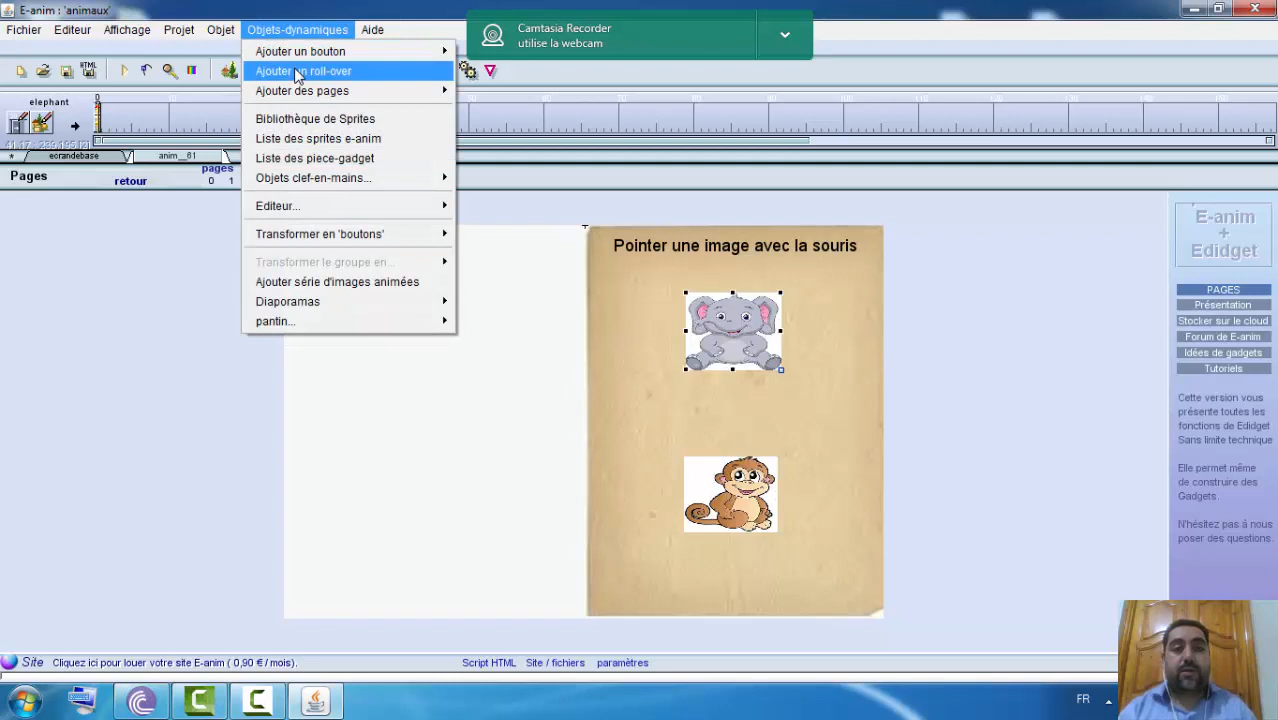 E-anim : 'animaux'
Camtasia Recorder
utilise la webcam
Fichier Editeur Affichage Projet Objet Objets-dynamiques Aide
Ajouter un bouton
Ajouter un roll-over
Ajouter des pages
Bibliothèque de Sprites
Liste des sprites e-anim
Liste des piece-gadget
Objets clef-en-mains...
Editeur...
Transformer en 'boutons'
Transformer le groupe en...
Ajouter série d'images animées
Diaporamas
pantin...
HTML
elephant
ecrandebase anim__61
Pages retour pages
0 1
Pointer une image avec la souris
E-anim
+
Edidget
PAGES
Présentation
Stocker sur le cloud
Forum de E-anim
Idées de gadgets
Tutoriels
Cette version vous
présente toutes les
fonctions de Edidget
Sans limite technique
Elle permet même
de construire des
Gadgets.
N'hésitez pas à nous
poser des questions.
Site Cliquez ici pour louer votre site E-anim ( 0,90 € / mois). Script HTML Site / fichiers paramètres
FR